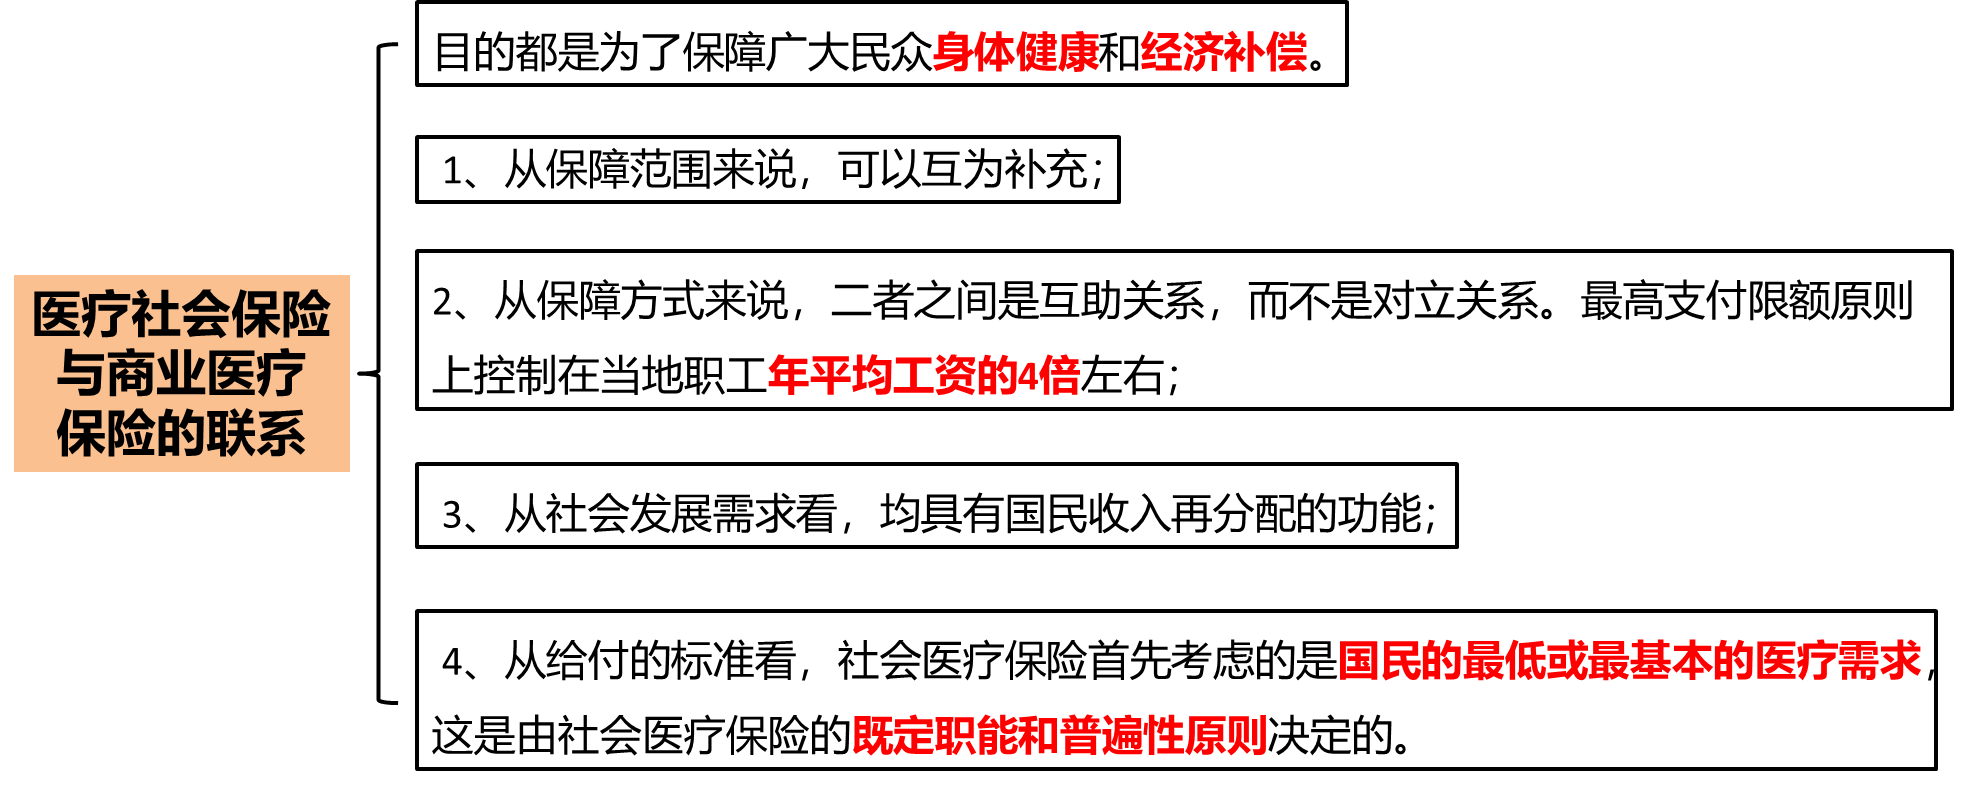 医疗社会保险
与商业医疗
保险的联系
目的都是为了保障广大民众身体健康和经济补偿。
1、从保障范围来说，可以互为补充；
2、从保障方式来说，二者之间是互助关系，而不是对立关系。最高支付限额原则
上控制在当地职工年平均工资的4倍左右；
3、从社会发展需求看，均具有国民收入再分配的功能；
4、从给付的标准看，社会医疗保险首先考虑的是国民的最低或最基本的医疗需求，
这是由社会医疗保险的既定职能和普遍性原则决定的。